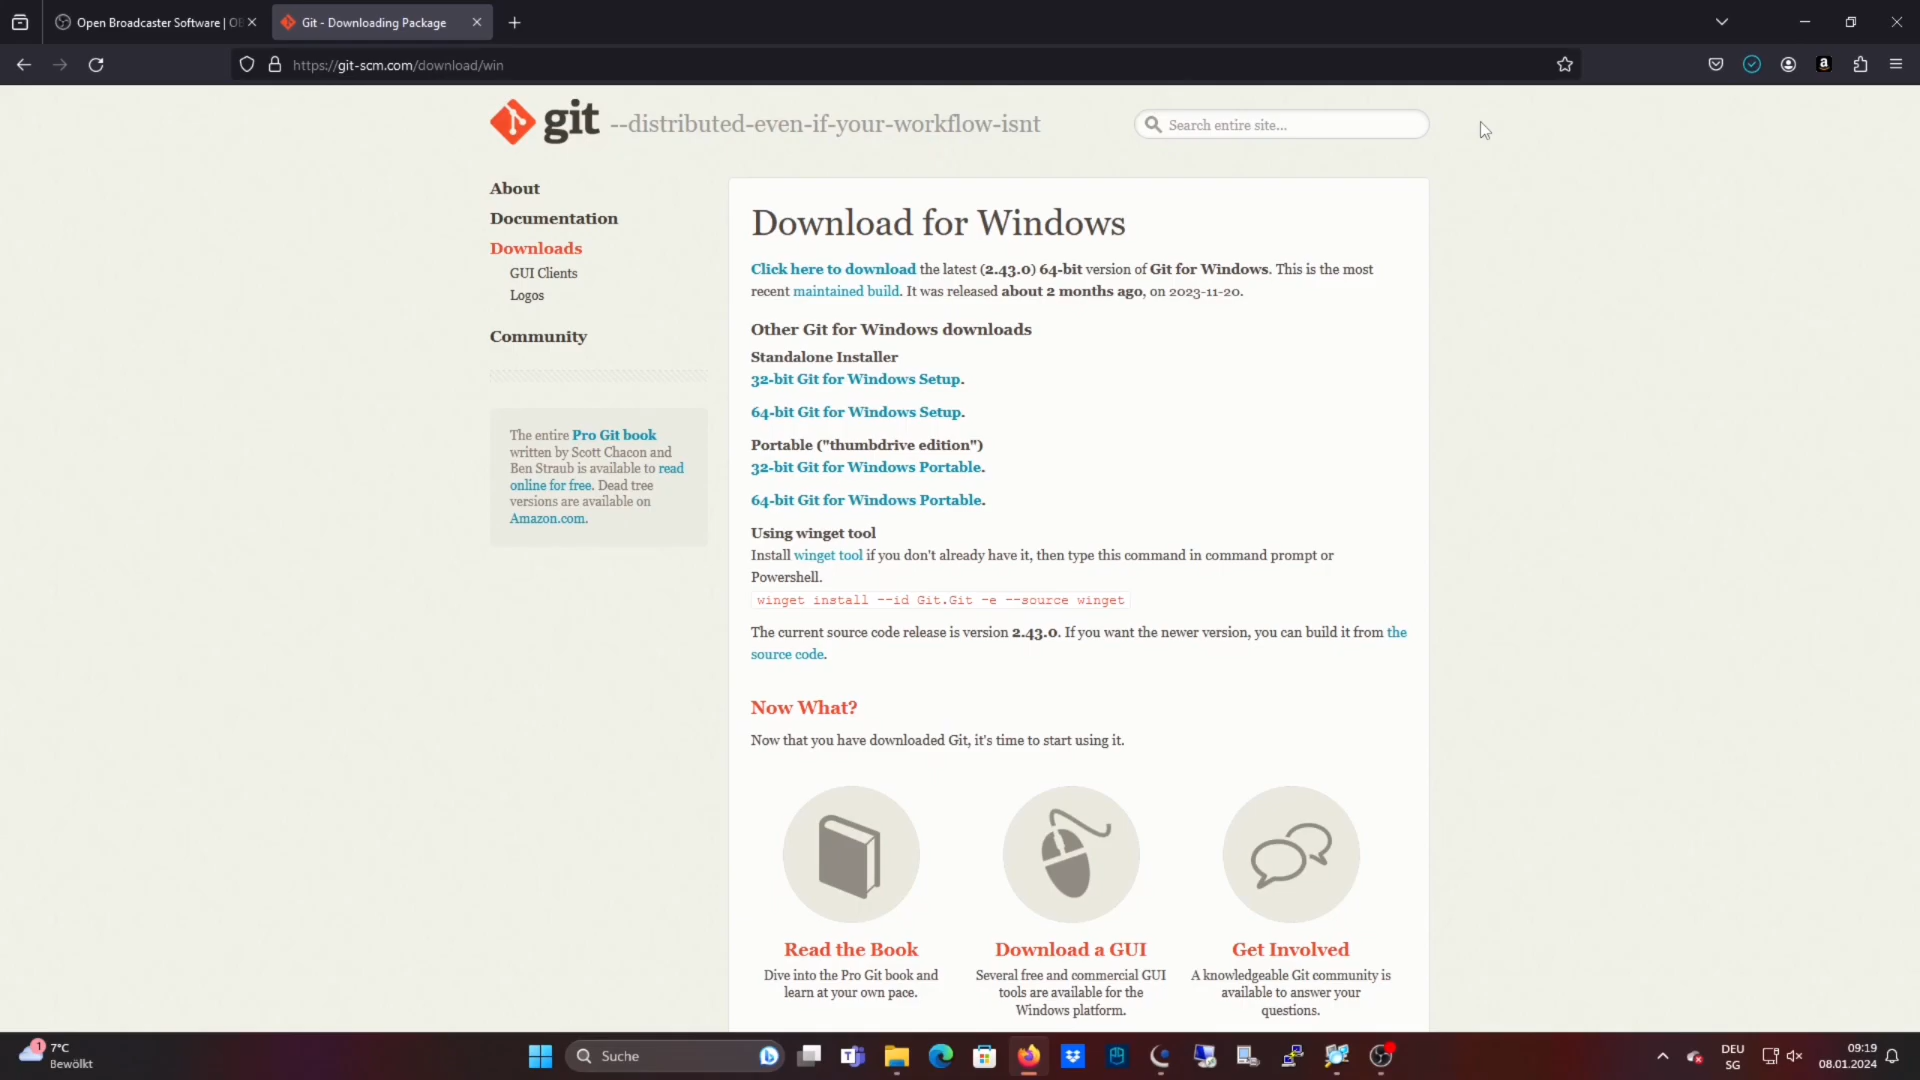 Open Broadcaster Software | OB
Git - Downloading Package
https://git-scm.com/download/win
git --distributed-even-if-your-workflow-isnt
Search entire site...
About
Documentation
Downloads
GUI Clients
Logos
Community
The entire Pro Git book
written by Scott Chacon and
Ben Straub is available to read
online for free. Dead tree
versions are available on
Amazon.com.
Download for Windows
Click here to download the latest (2.43.0) 64-bit version of Git for Windows. This is the most
recent maintained build. It was released about 2 months ago, on 2023-11-20.
Other Git for Windows downloads
Standalone Installer
32-bit Git for Windows Setup.
64-bit Git for Windows Setup.
Portable ("thumbdrive edition")
32-bit Git for Windows Portable.
64-bit Git for Windows Portable.
Using winget tool
Install winget tool if you don't already have it, then type this command in command prompt or
Powershell.
winget install --id Git.Git -e --source winget
The current source code release is version 2.43.0. If you want the newer version, you can build it from the
source code.
Now What?
Now that you have downloaded Git, it's time to start using it.
Read the Book
Dive into the Pro Git book and
learn at your own pace.
Download a GUI
Several free and commercial GUI
tools are available for the
Windows platform.
Get Involved
A knowledgeable Git community is
available to answer your
questions.
1
7°C
Bewölkt
Suche
DEU
SG
09:19
08.01.2024